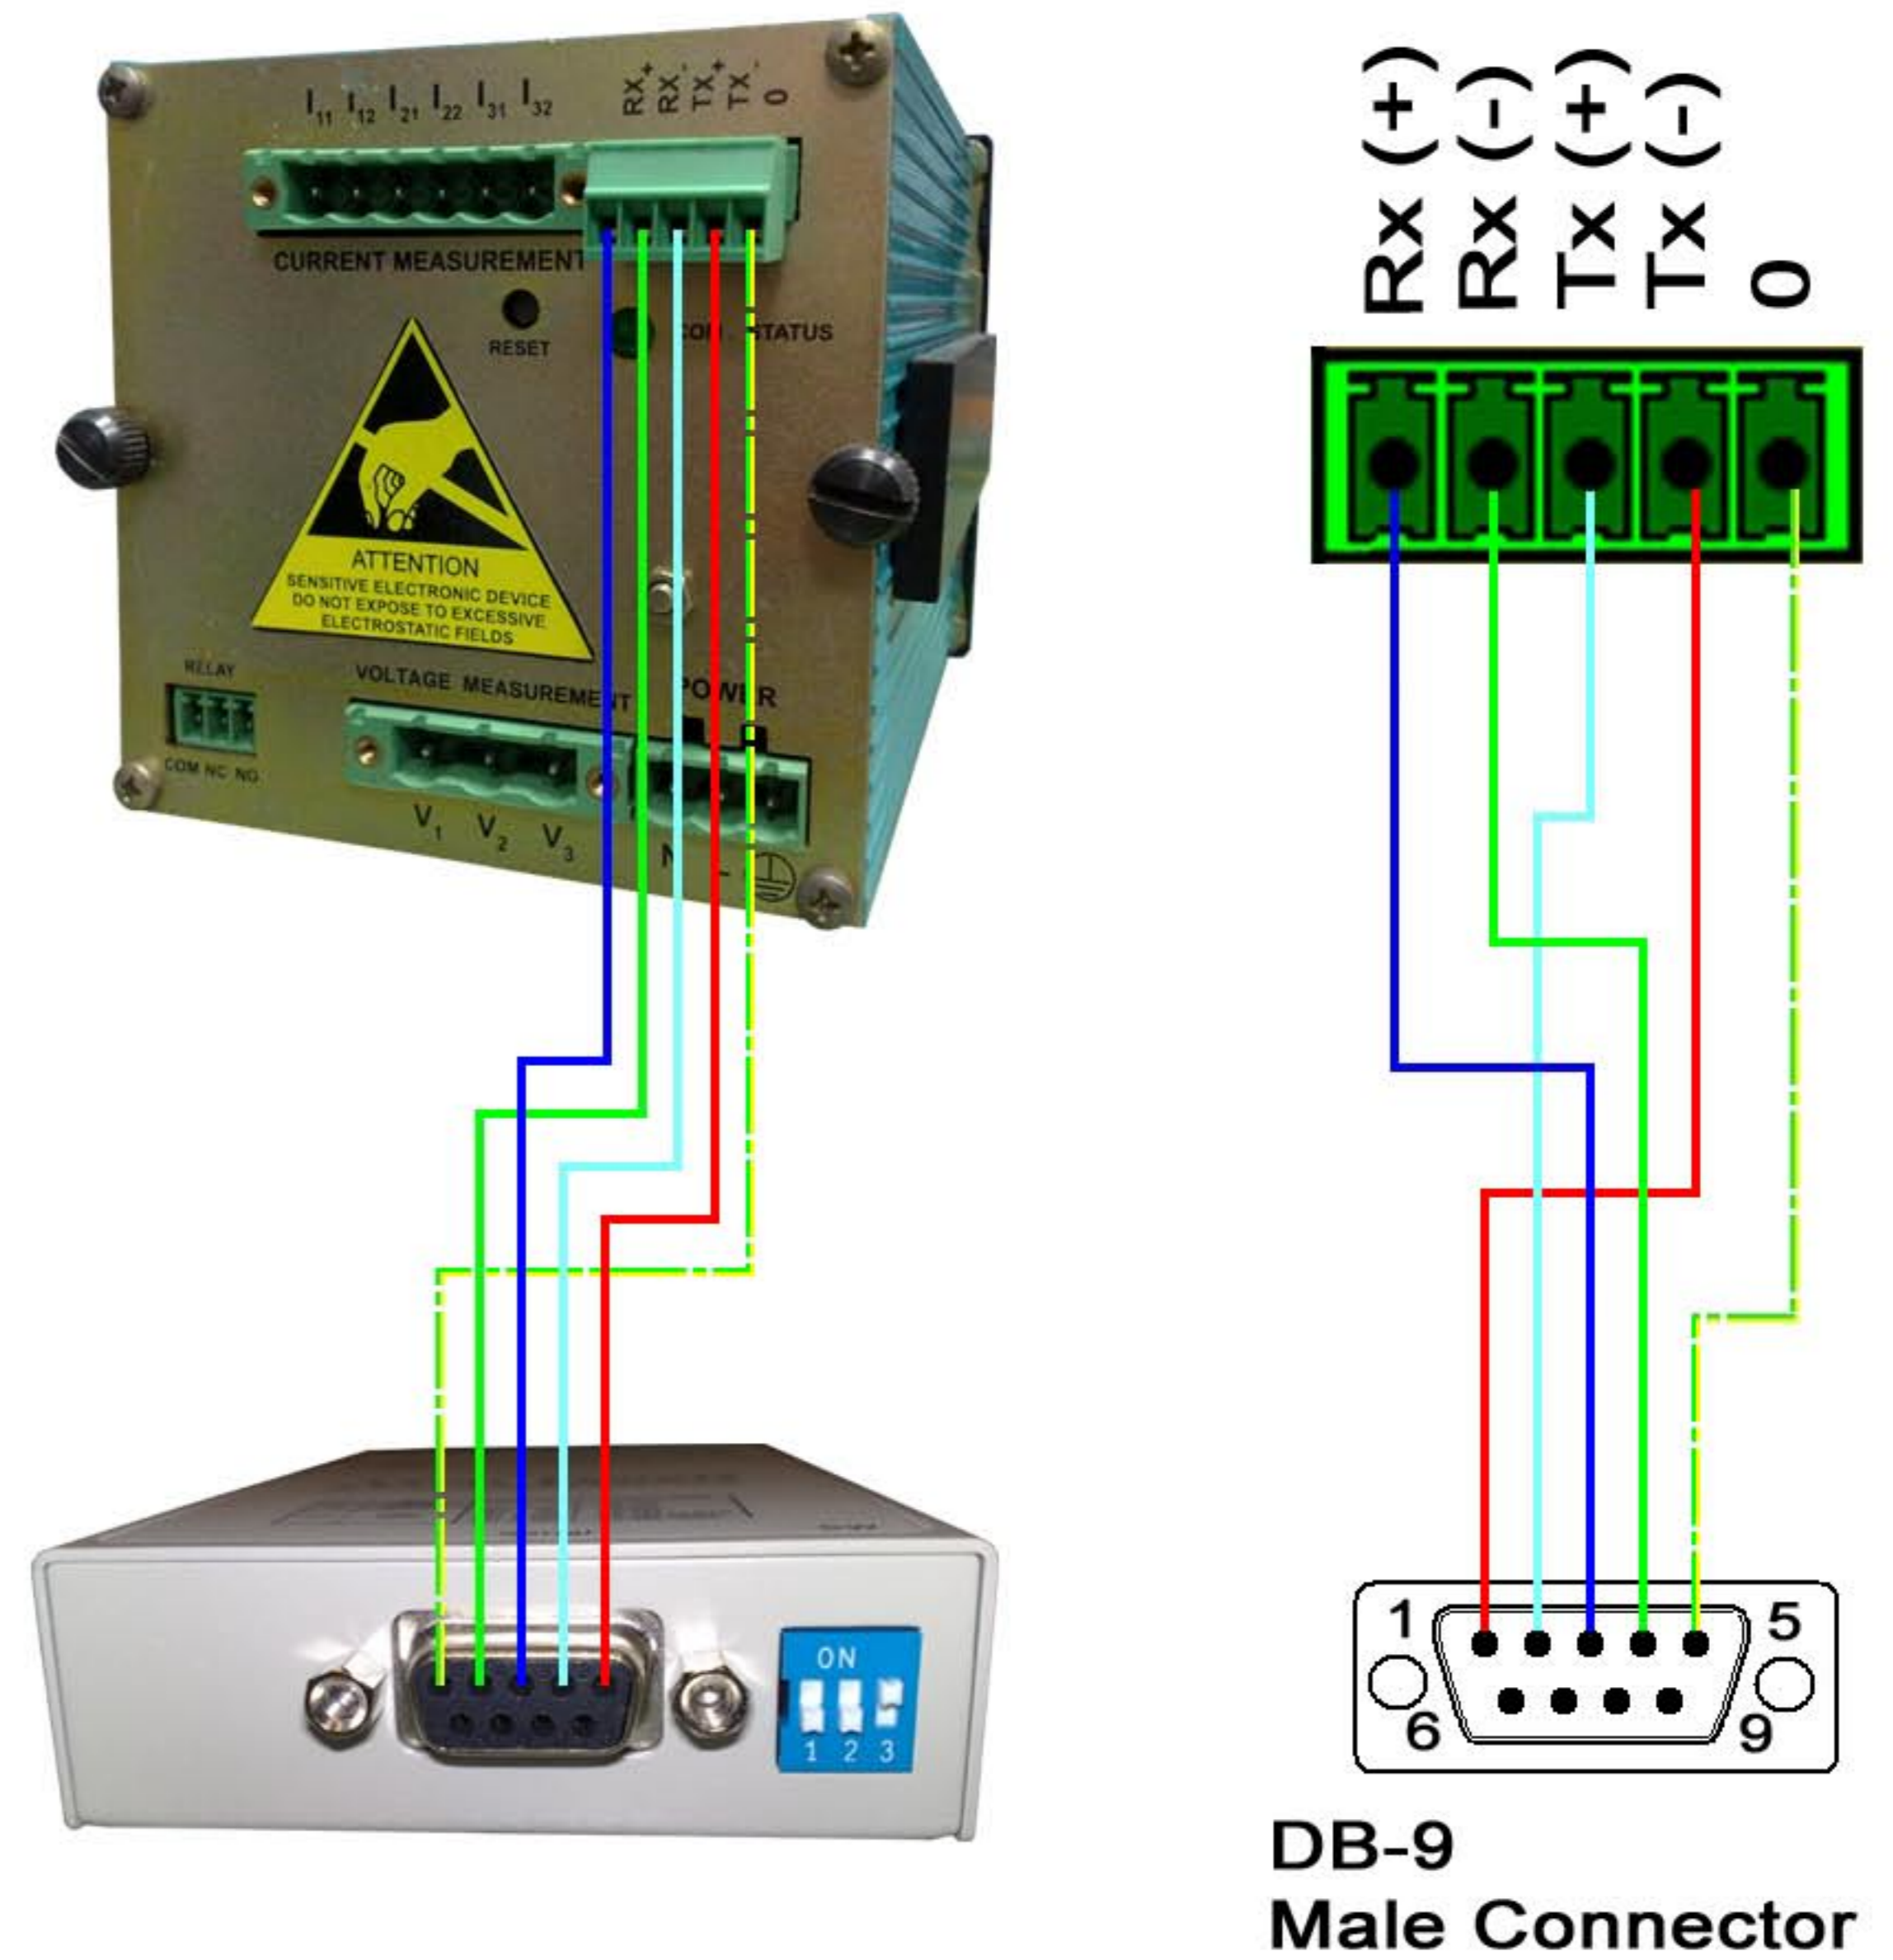 I11 I12 I21 I22 I31 I32
RX+
RX-
TX+
TX-
0
CURRENT MEASUREMENT
RESET
STATUS
ATTENTION
SENSITIVE ELECTRONIC DEVICE
DO NOT EXPOSE TO EXCESSIVE
ELECTROSTATIC FIELDS
RELAY
COM NC NO
VOLTAGE MEASUREMENT
POWER
V1 V2 V3
N
ON
1 2 3
Rx (+)
Rx (-)
Tx (+)
Tx (-)
0
1 5
6 9
DB-9
Male Connector